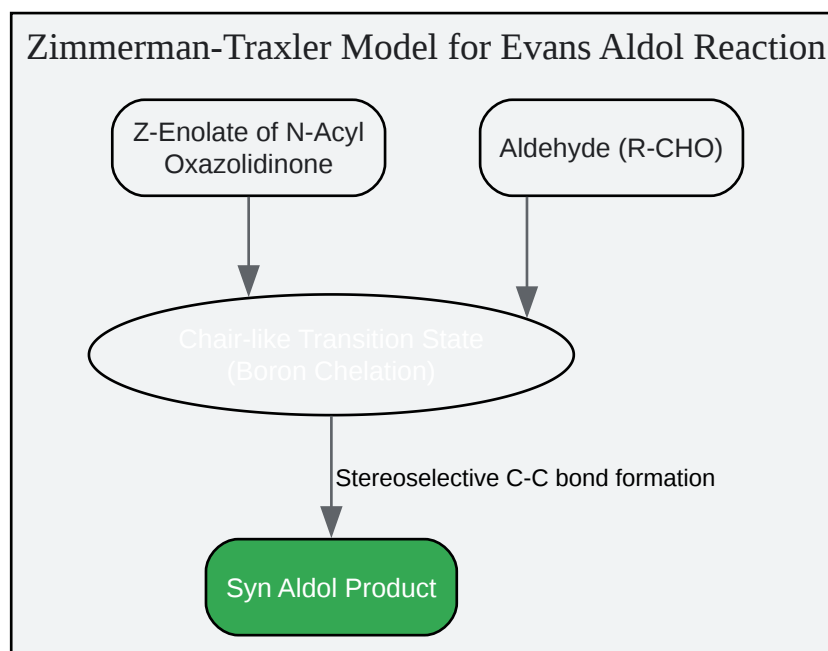 Zimmerman-Traxler Model for Evans Aldol Reaction
Z-Enolate of N-Acyl
Oxazolidinone
Aldehyde (R-CHO)
Chair-like Transition State
(Boron Chelation)
Stereoselective C-C bond formation
Syn Aldol Product